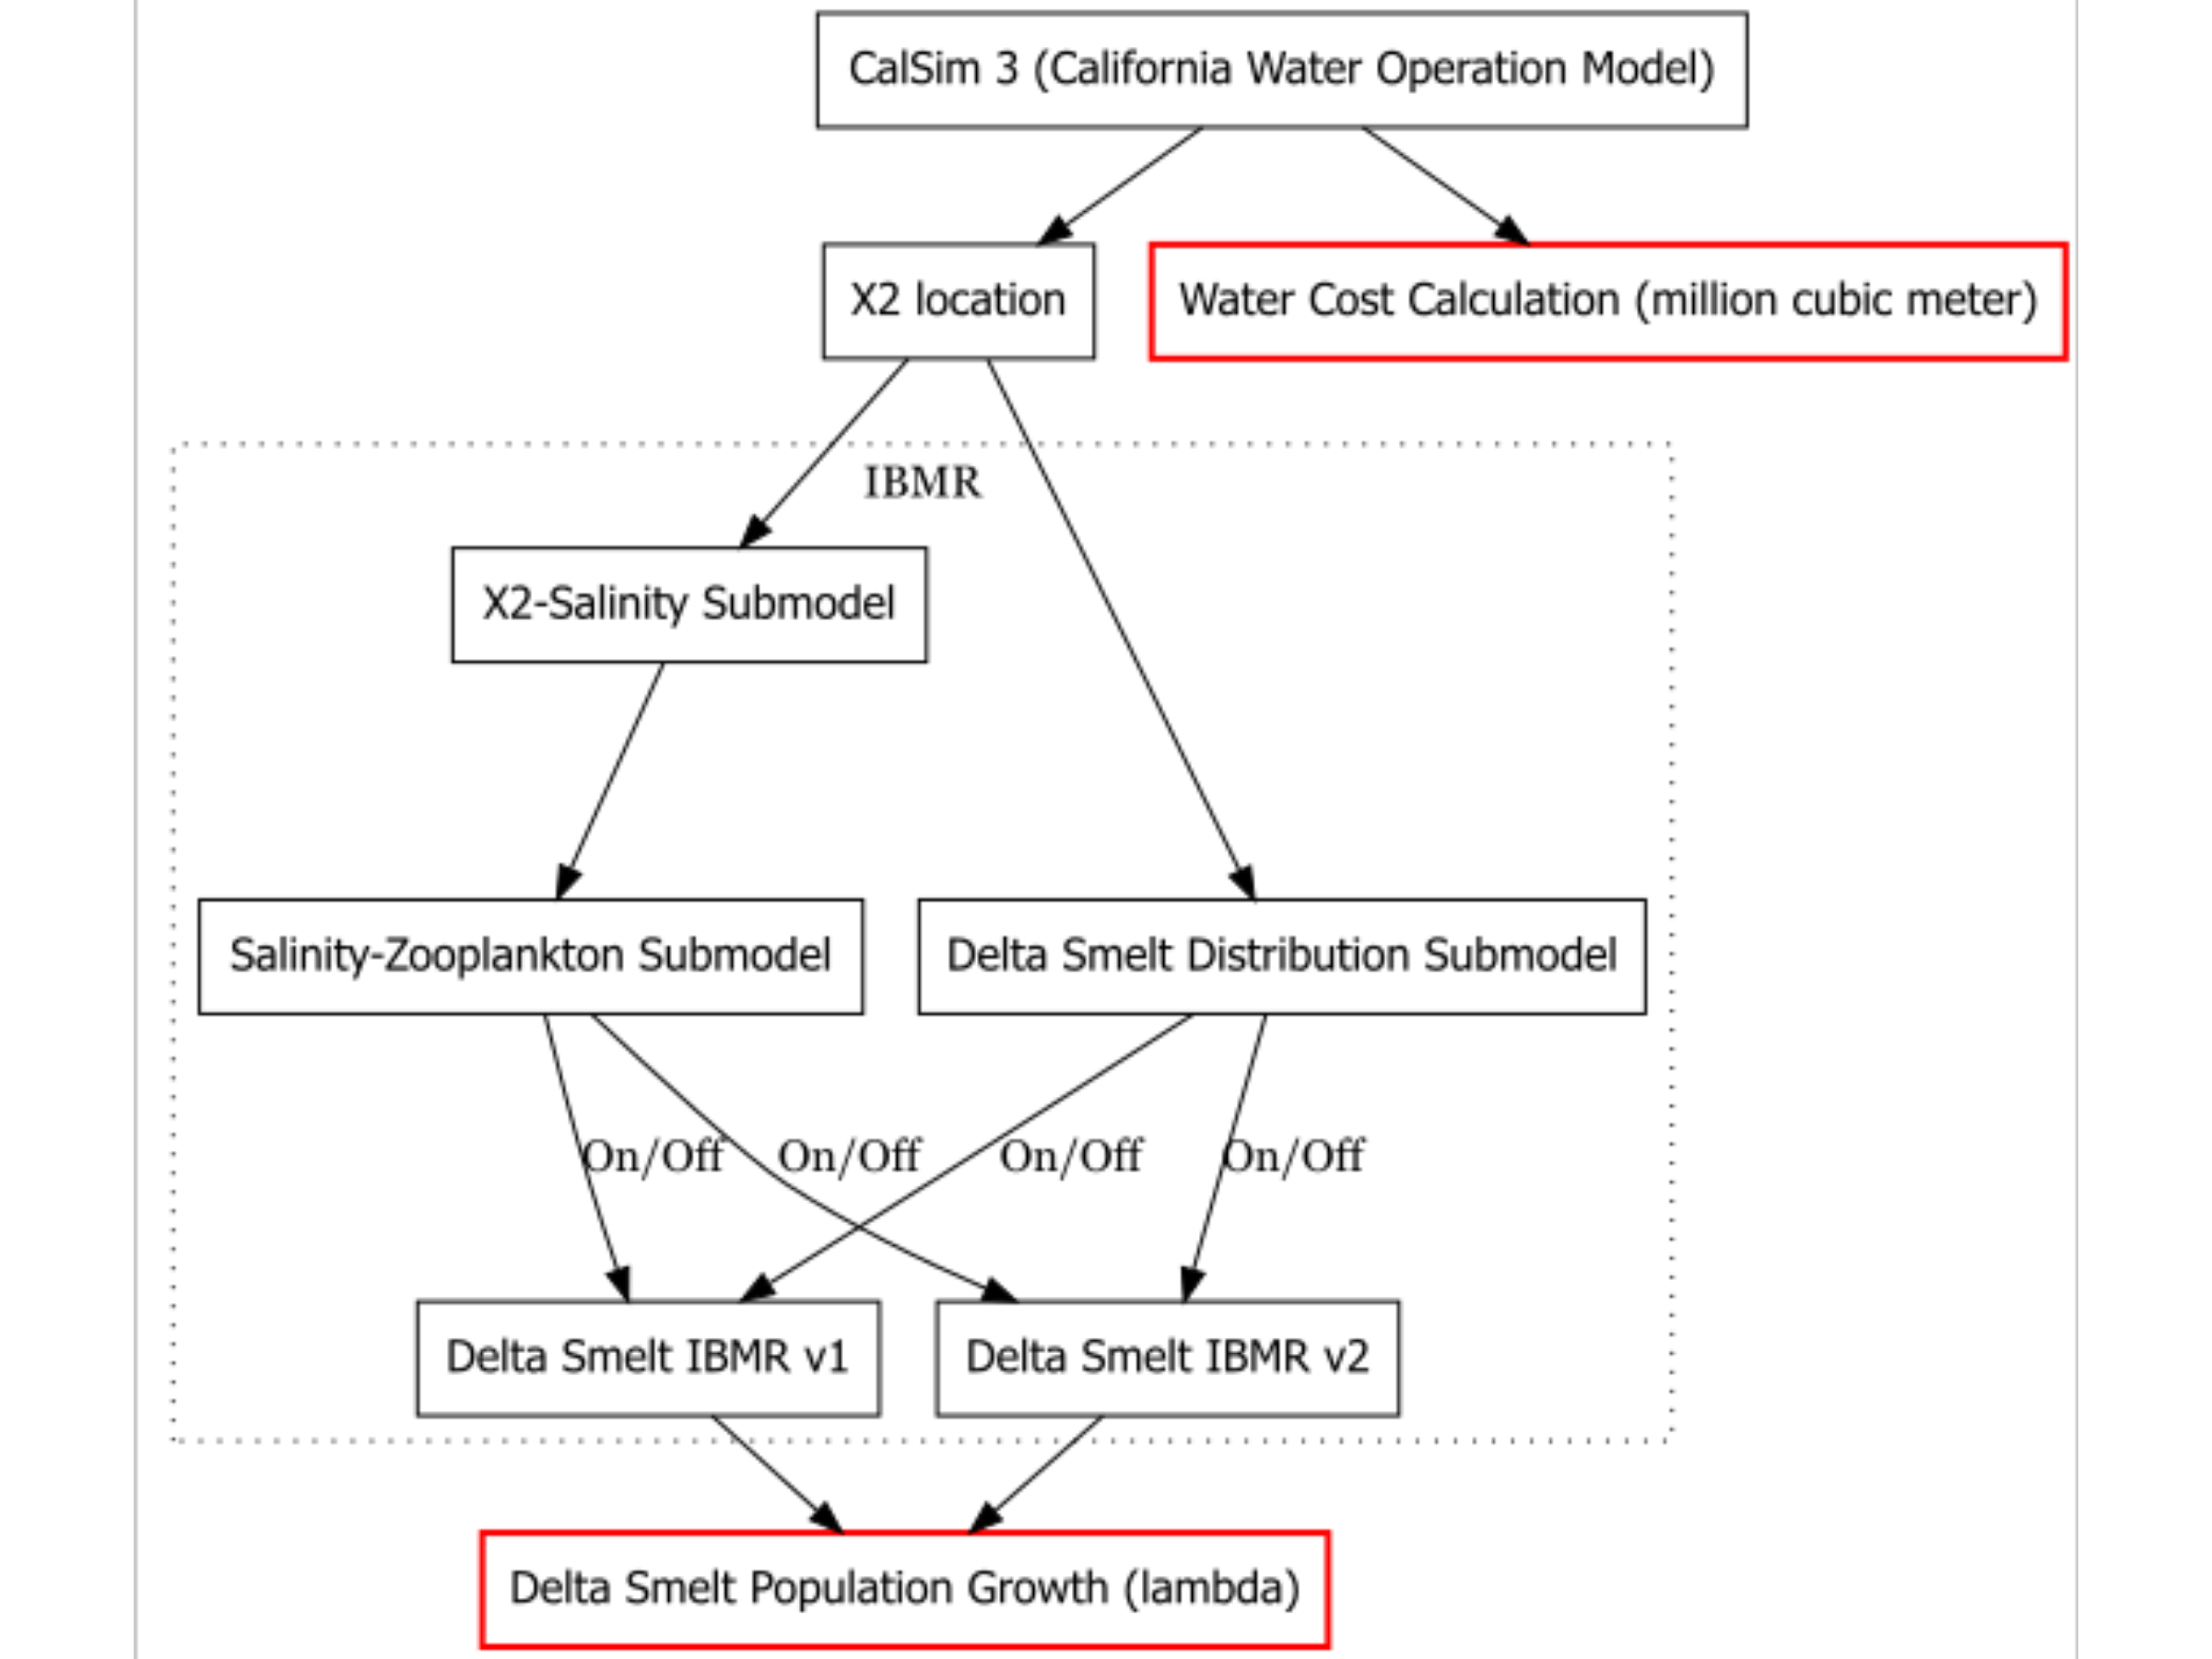 CalSim 3 (California Water Operation Model)
X2 location
Water Cost Calculation (million cubic meter)
IBMR
X2-Salinity Submodel
Salinity-Zooplankton Submodel
Delta Smelt Distribution Submodel
On/Off
On/Off
On/Off
On/Off
Delta Smelt IBMR v1
Delta Smelt IBMR v2
Delta Smelt Population Growth (lambda)